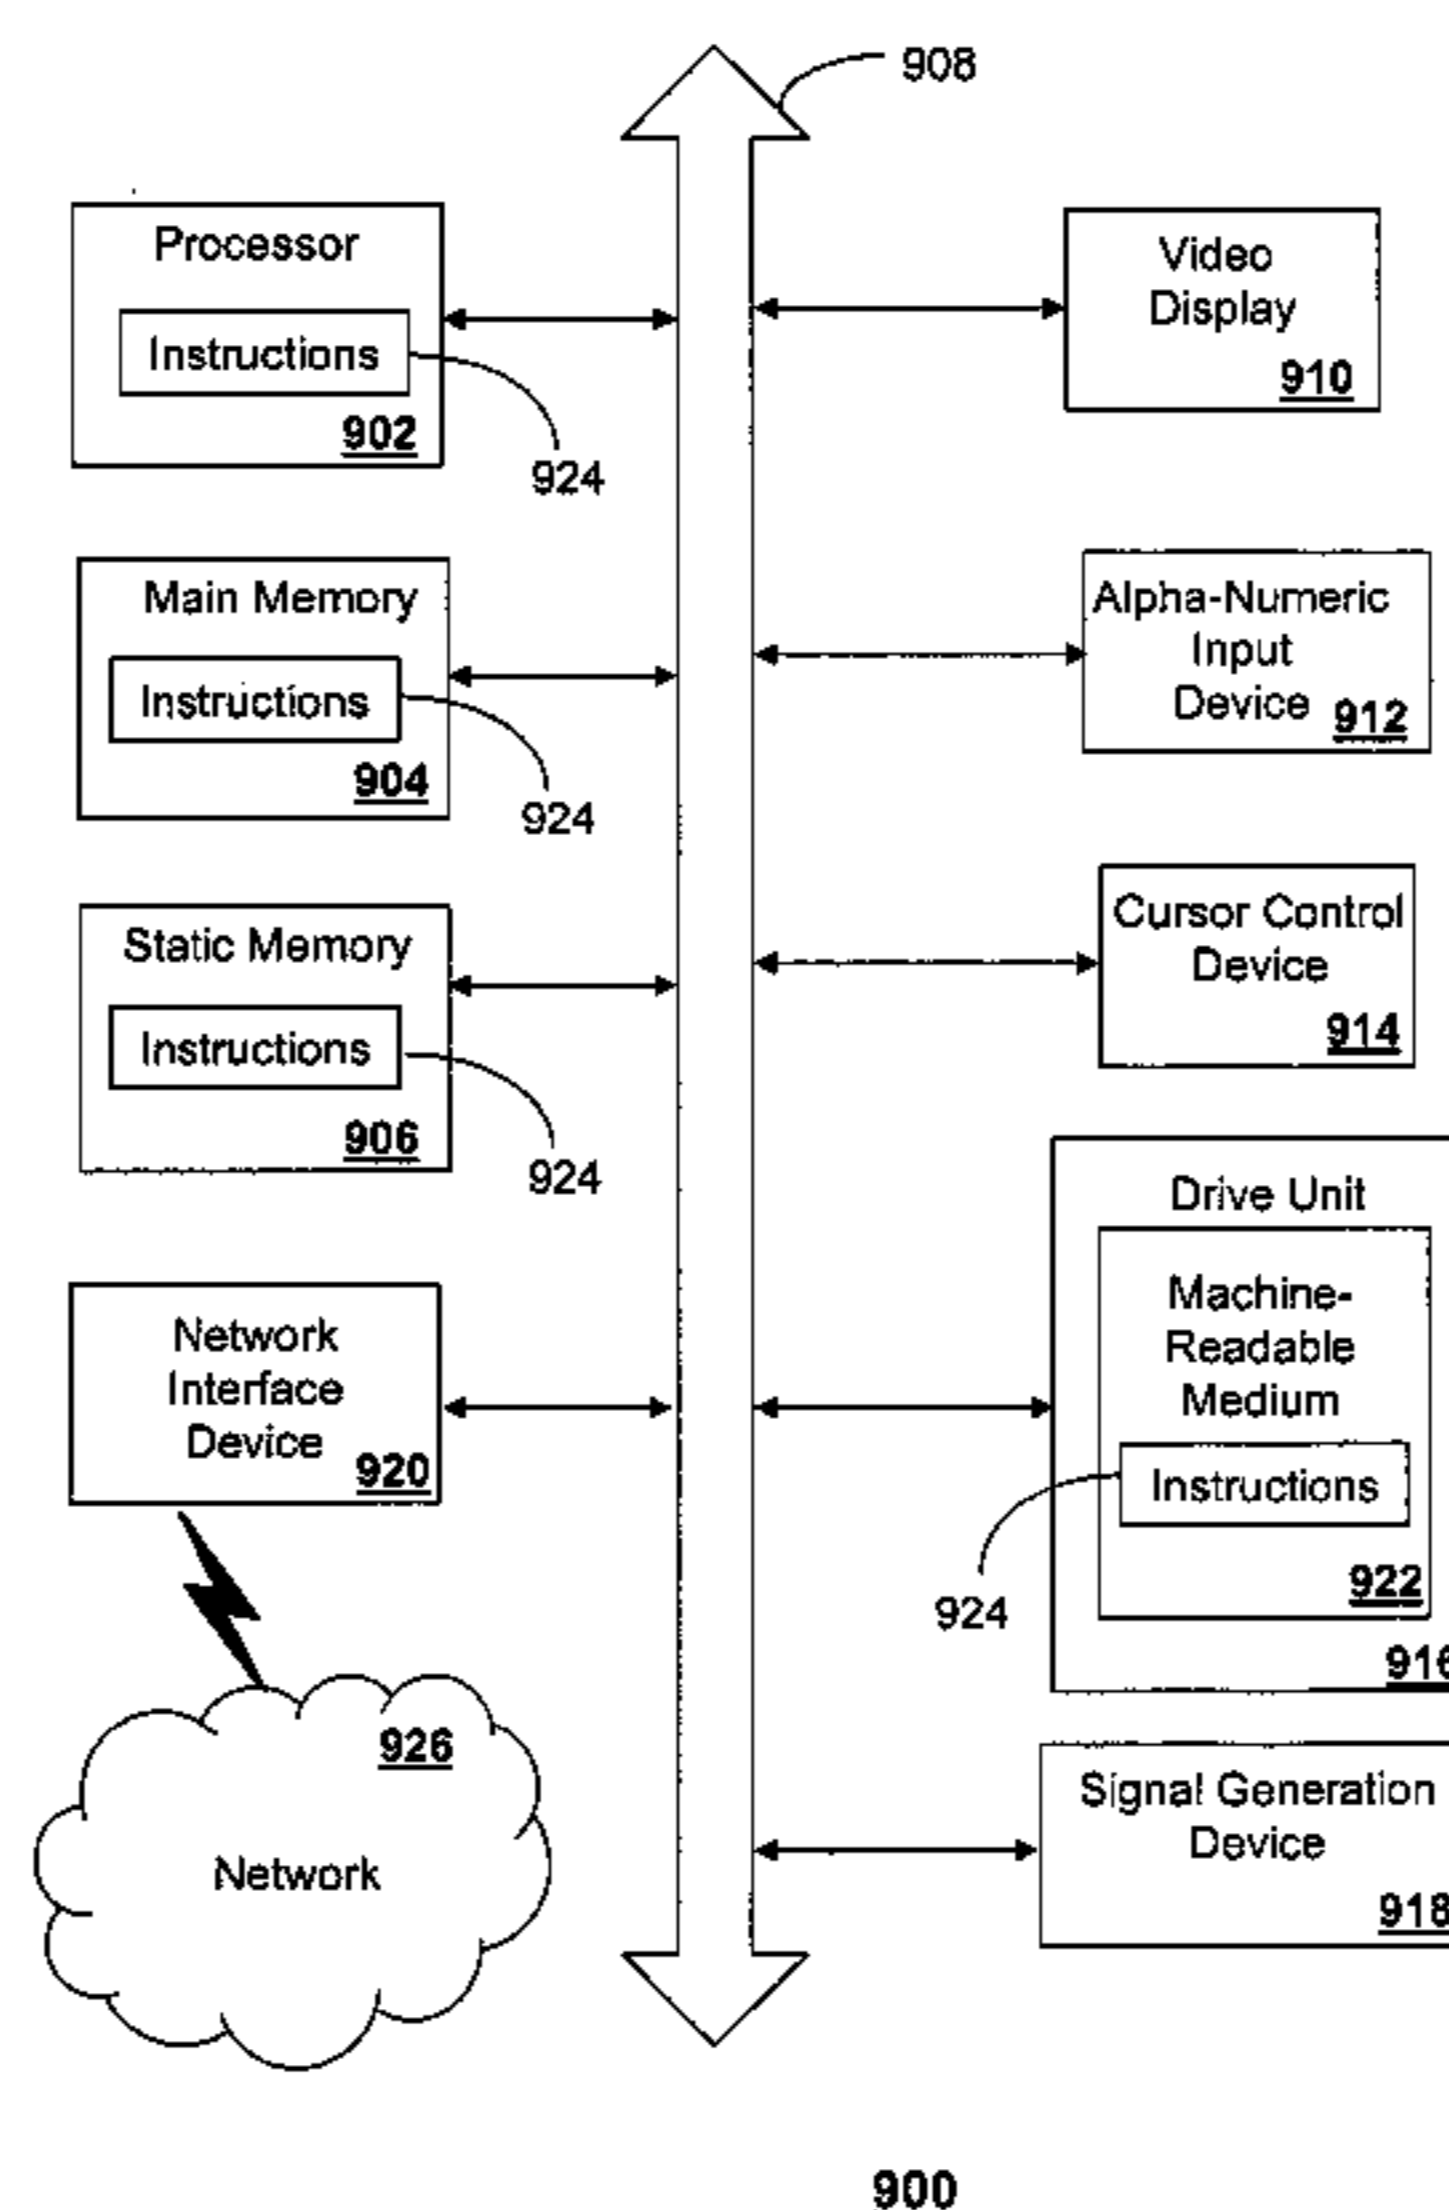 908
Processor
Instructions
902
924
Main Memory
Instructions
904
924
Static Memory
Instructions
906
924
Network
Interface
Device
920
926
Network
Video
Display
910
Alpha-Numeric
Input
Device
912
Cursor Control
Device
914
Drive Unit
Machine-
Readable
Medium
Instructions
924
922
916
Signal Generation
Device
918
900